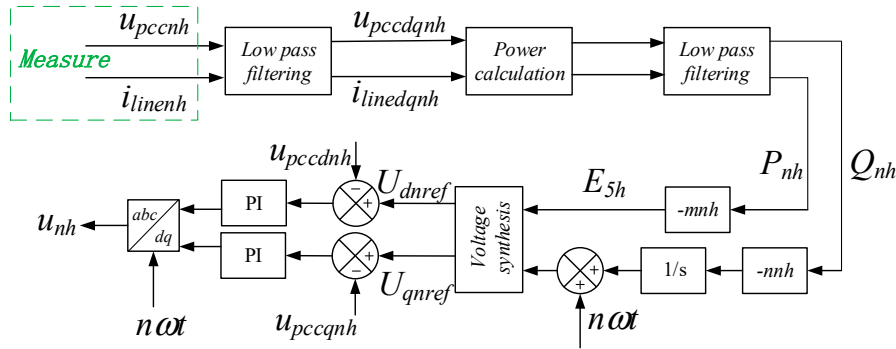 u_pccnh
u_pccdqnh
Measure
Low pass filtering
Power calculation
Low pass filtering
i_linenh
i_linedqnh
u_pccdnh
P_nh
Q_nh
−
+
U_dnref
E_5h
PI
-mnh
u_nh
abc
dq
Voltage synthesis
PI
+
−
U_qnref
+
+
1/s
-nnh
nωt
u_pccqnh
nωt